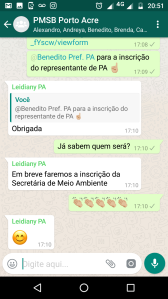 4G 20:51
PMSB Porto Acre
Alexandro, Andreya, Benedito, Brenda, Ca
_fYscw/viewform
17:08
@Benedito Pref. PA para a inscrição
do representante de PA ☝🏼
17:09
Leidiany PA
Você
@Benedito Pref. PA para a inscrição do
representante de PA ☝🏼
Obrigada
17:10
Já sabem quem será? 17:10
Leidiany PA
Em breve faremos a inscrição da
Secretária de Meio Ambiente
17:10
👏🏼👏🏼👏🏼👏🏼👏🏼
17:10
Leidiany PA
😊
17:10
Digite aqui...